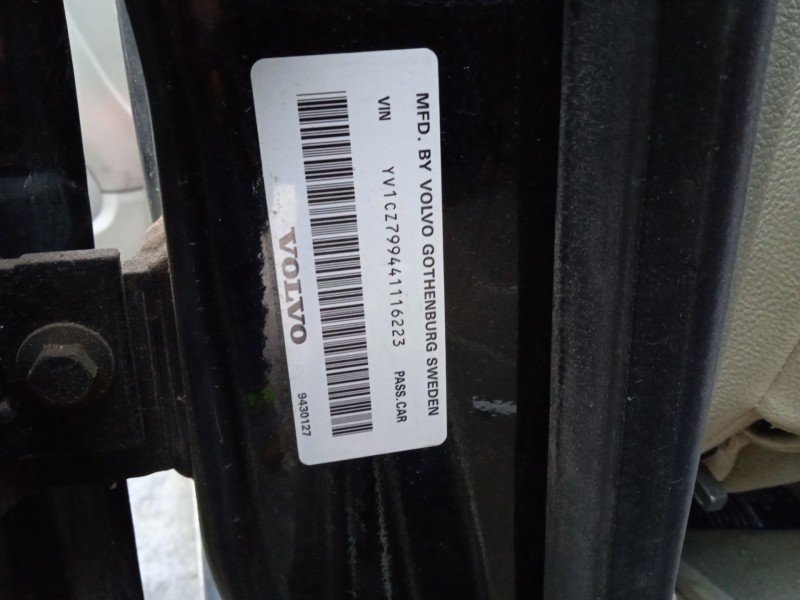 MFD. BY VOLVO GOTHENBURG SWEDEN
VIN YV1CZ799441116223 PASS.CAR
VOLVO 9430127